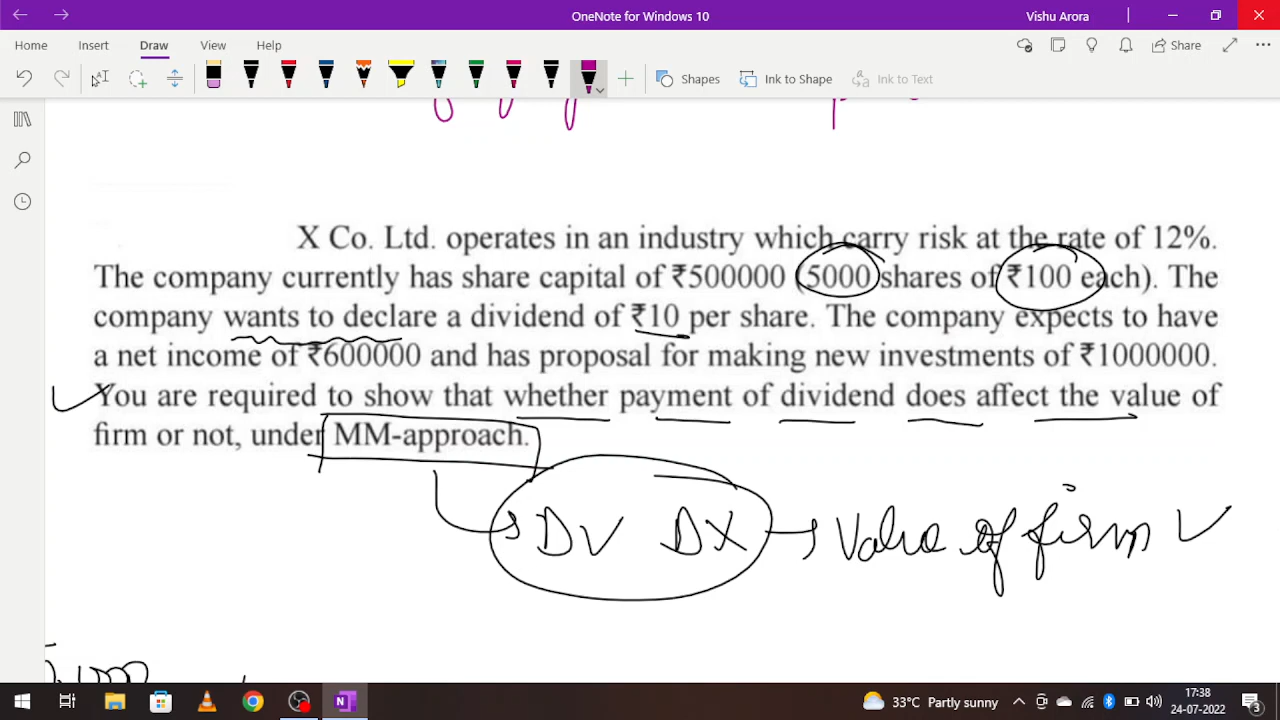 OneNote for Windows 10
Vishu Arora
Home Insert Draw View Help
Share
Shapes
Ink to Shape
Ink to Text
X Co. Ltd. operates in an industry which carry risk at the rate of 12%.
The company currently has share capital of ₹500000 (5000 shares of ₹100 each). The
company wants to declare a dividend of ₹10 per share. The company expects to have
a net income of ₹600000 and has proposal for making new investments of ₹1000000.
You are required to show that whether payment of dividend does affect the value of
firm or not, under MM-approach.
D✓ DX → Value of firm ✓
33°C Partly sunny
17:38
24-07-2022
3